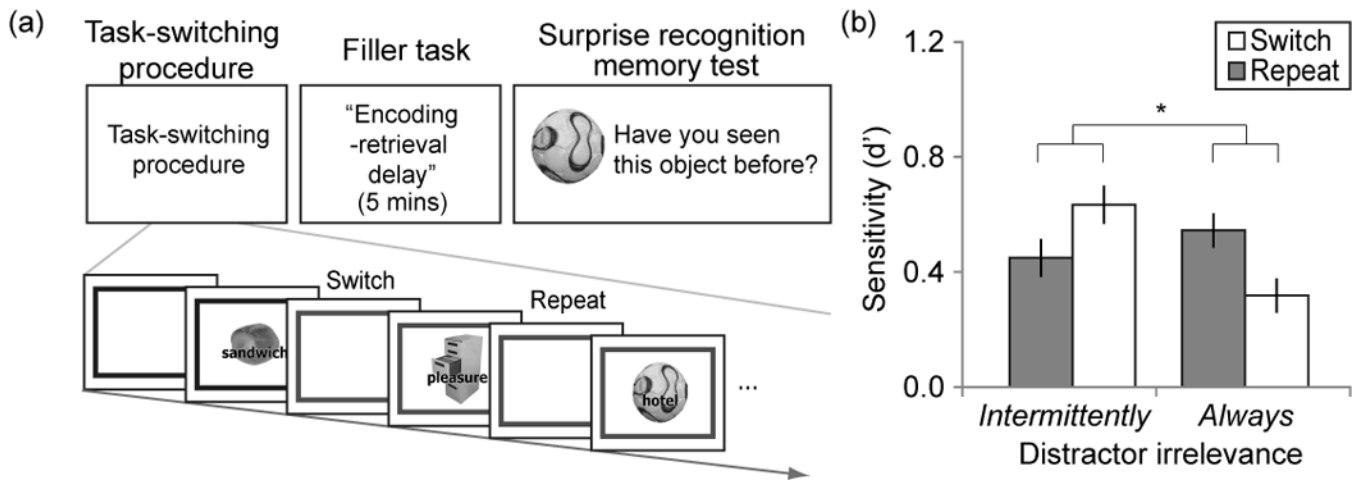 (a)
Task-switching
procedure
Filler task
Surprise recognition
memory test
Task-switching
procedure
“Encoding
-retrieval
delay”
(5 mins)
Have you seen
this object before?
Switch
Repeat
sandwich
pleasure
hotel
...
(b)
Switch
Repeat
*
1.2
0.8
0.4
0.0
Sensitivity (d’)
Intermittently
Always
Distractor irrelevance